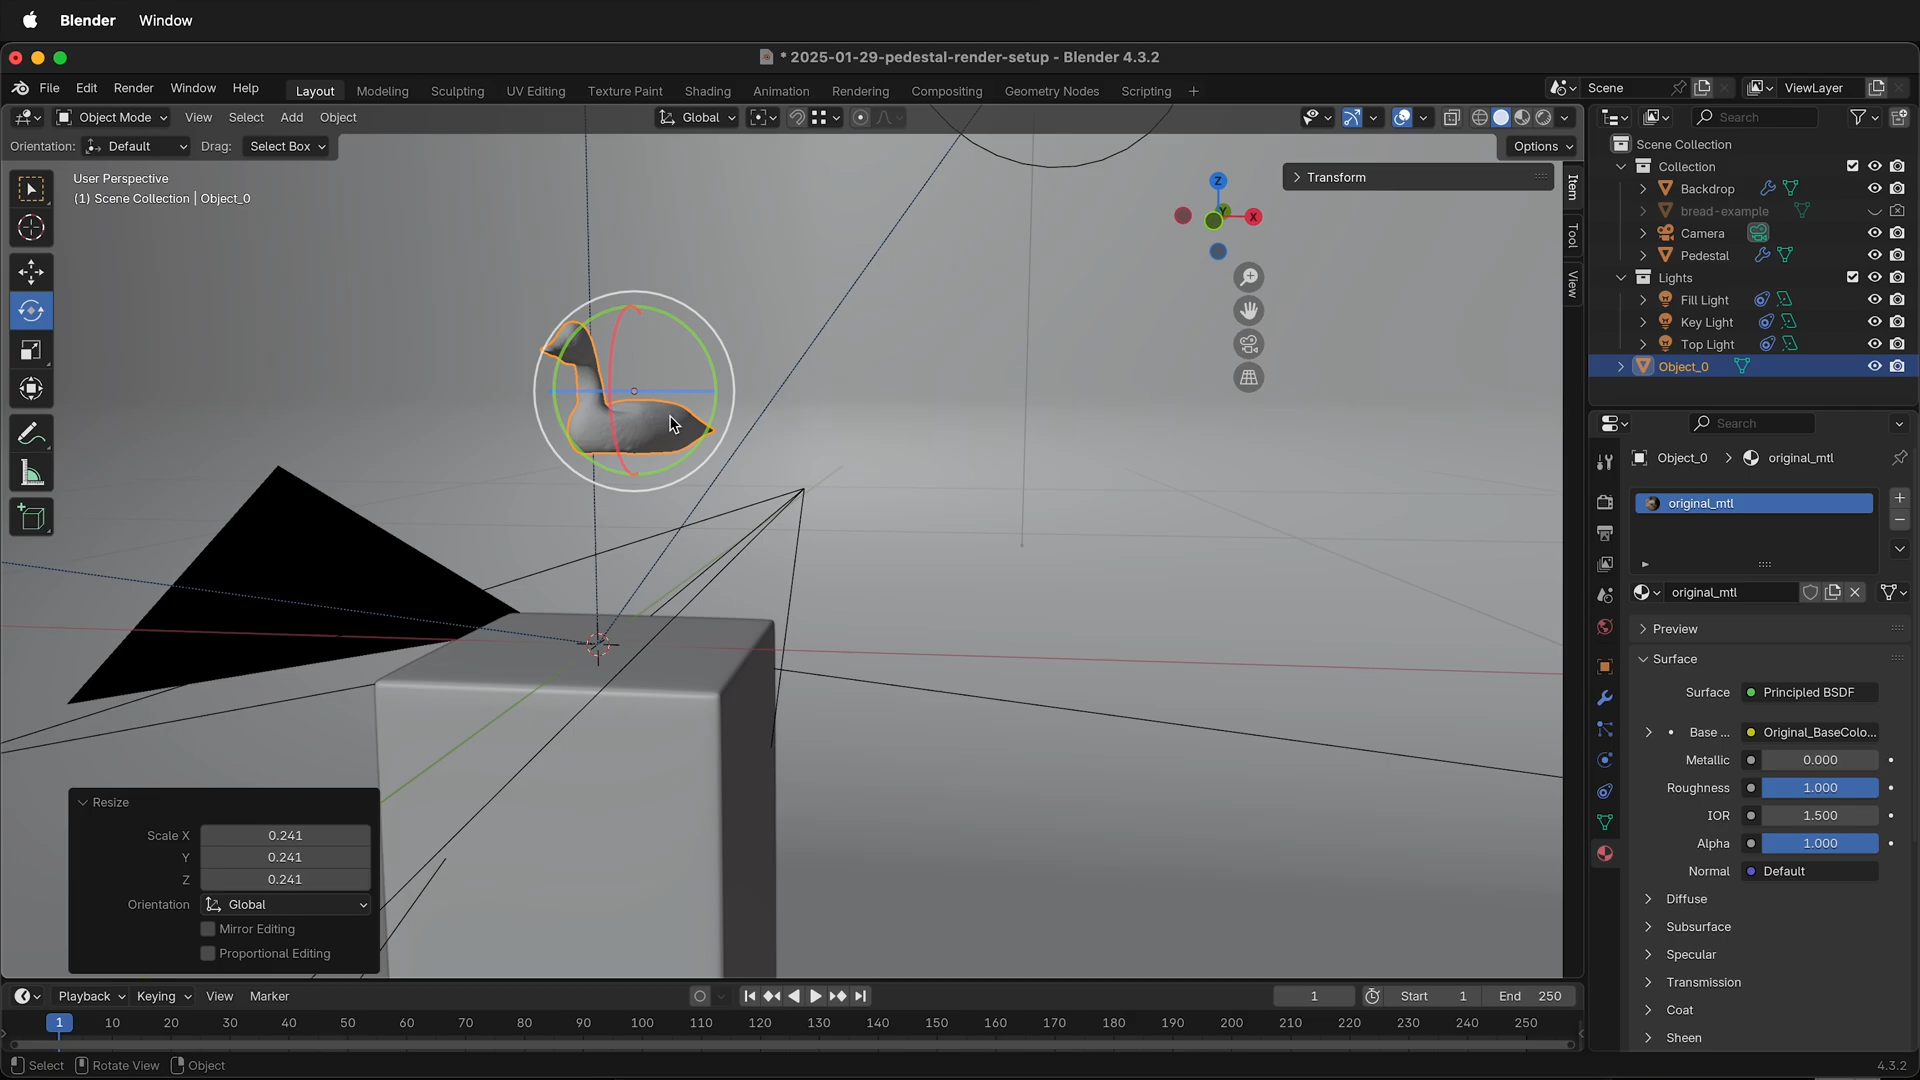 Blender Window
* 2025-01-29-pedestal-render-setup - Blender 4.3.2
File Edit Render Window Help Layout Modeling Sculpting UV Editing Texture Paint Shading Animation Rendering Compositing Geometry Nodes Scripting + Scene ViewLayer
Object Mode View Select Add Object Global Search
Orientation: Default Drag: Select Box Options
Scene Collection
Collection
Backdrop
bread-example
Camera
Pedestal
Lights
Fill Light
Key Light
Top Light
Object_0
User Perspective
(1) Scene Collection | Object_0
Transform
Item
Tool
View
Z
Y
X
Search
Object_0 > original_mtl
original_mtl
original_mtl
Preview
Surface
Surface Principled BSDF
Base ... Original_BaseColo...
Metallic 0.000
Roughness 1.000
IOR 1.500
Alpha 1.000
Normal Default
Diffuse
Subsurface
Specular
Transmission
Coat
Sheen
Resize
Scale X 0.241
Y 0.241
Z 0.241
Orientation Global
Mirror Editing
Proportional Editing
Playback Keying View Marker 1 Start 1 End 250
1 10 20 30 40 50 60 70 80 90 100 110 120 130 140 150 160 170 180 190 200 210 220 230 240 250
Select Rotate View Object 4.3.2